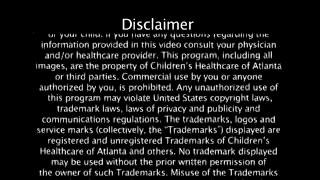 Disclaimer
of your child. If you have any questions regarding the
information provided in this video consult your physician
and/or healthcare provider. This program, including all
images, are the property of Children's Healthcare of Atlanta
or third parties. Commercial use by you or anyone
authorized by you, is prohibited. Any unauthorized use of
this program may violate United States copyright laws,
trademark laws, laws of privacy and publicity and
communications regulations. The trademarks, logos and
service marks (collectively, the "Trademarks") displayed are
registered and unregistered Trademarks of Children's
Healthcare of Atlanta and others. No trademark displayed
may be used without the prior written permission of
the owner of such Trademarks. Misuse of the Trademarks